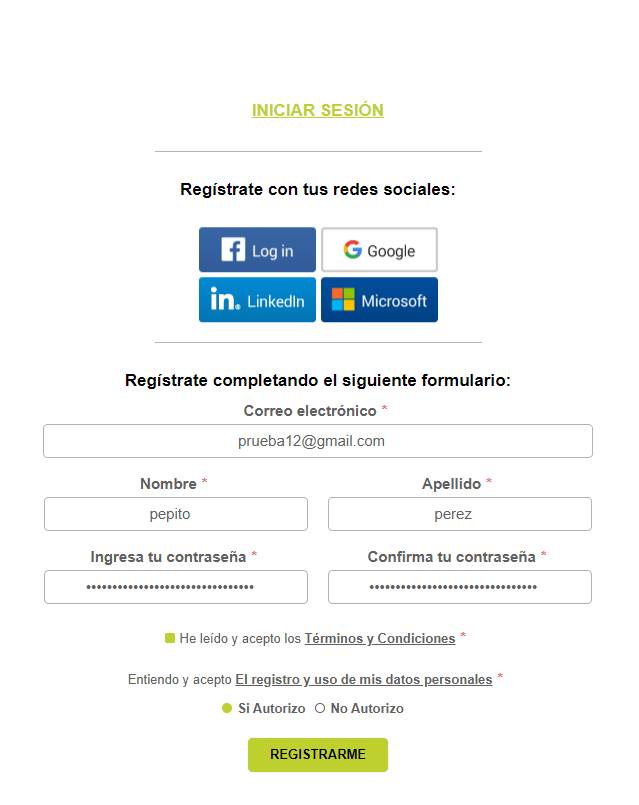 INICIAR SESIÓN
Regístrate con tus redes sociales:
f Log in
G Google
in. LinkedIn
Microsoft
Regístrate completando el siguiente formulario:
Correo electrónico *
prueba12@gmail.com
Nombre * Apellido *
pepito perez
Ingresa tu contraseña * Confirma tu contraseña *
•••••••••••••••••••••••••••••••• ••••••••••••••••••••••••••••••••
He leído y acepto los Términos y Condiciones *
Entiendo y acepto El registro y uso de mis datos personales *
Si Autorizo No Autorizo
REGISTRARME